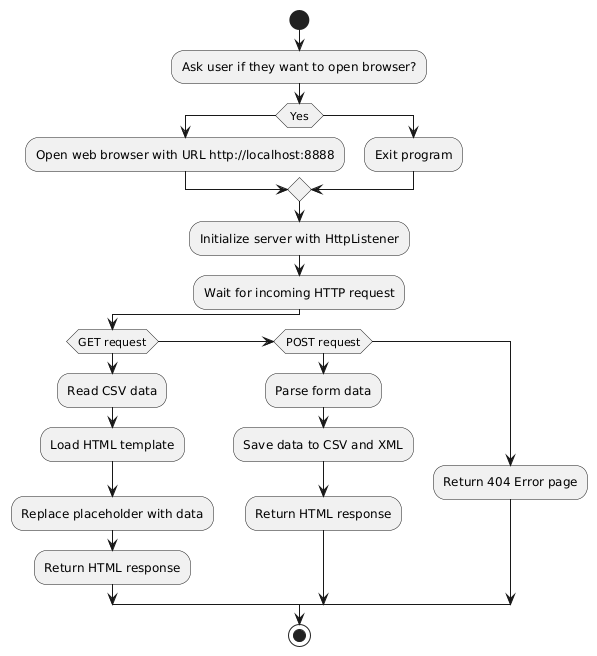 Ask user if they want to open browser?
Yes
Open web browser with URL http://localhost:8888
Exit program
Initialize server with HttpListener
Wait for incoming HTTP request
GET request
Read CSV data
Load HTML template
Replace placeholder with data
Return HTML response
POST request
Parse form data
Save data to CSV and XML
Return HTML response
Return 404 Error page